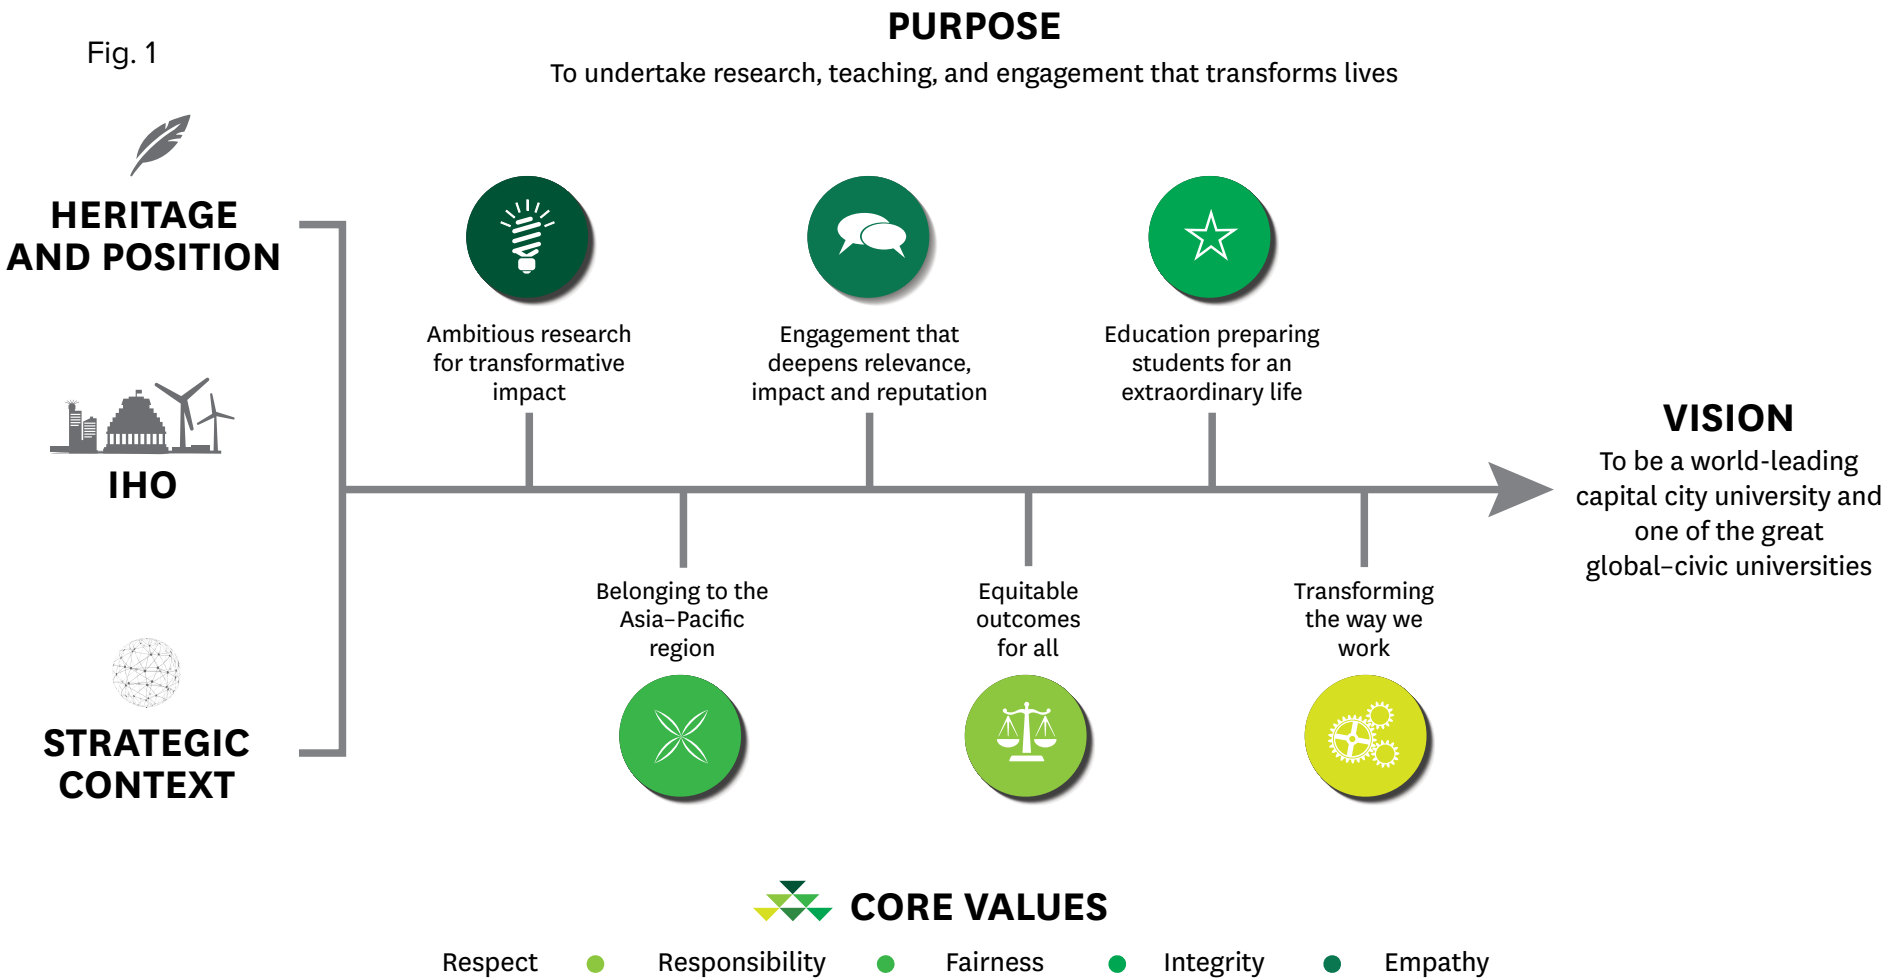 Fig. 1
PURPOSE
To undertake research, teaching, and engagement that transforms lives
HERITAGE
AND POSITION
IHO
STRATEGIC
CONTEXT
Ambitious research
for transformative
impact
Engagement that
deepens relevance,
impact and reputation
Education preparing
students for an
extraordinary life
Belonging to the
Asia–Pacific
region
Equitable
outcomes
for all
Transforming
the way we
work
VISION
To be a world-leading
capital city university and
one of the great
global–civic universities
CORE VALUES
Respect Responsibility Fairness Integrity Empathy